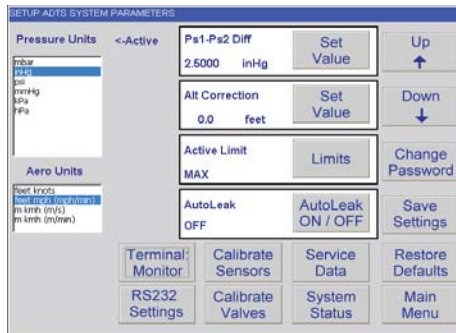 SETUP ADTS SYSTEM PARAMETERS
Pressure Units
<-Active
mbar
inHg
psi
mmHg
kPa
hPa
Aero Units
feet knots
feet mph (mph/min)
m kmh (m/s)
m kmh (m/min)
Ps1-Ps2 Diff
2.5000 inHg
Set
Value
Alt Correction
0.0 feet
Set
Value
Active Limit
MAX
Limits
AutoLeak
OFF
AutoLeak
ON / OFF
Up
Down
Change
Password
Save
Settings
Terminal:
Monitor
Calibrate
Sensors
Service
Data
Restore
Defaults
RS232
Settings
Calibrate
Valves
System
Status
Main
Menu